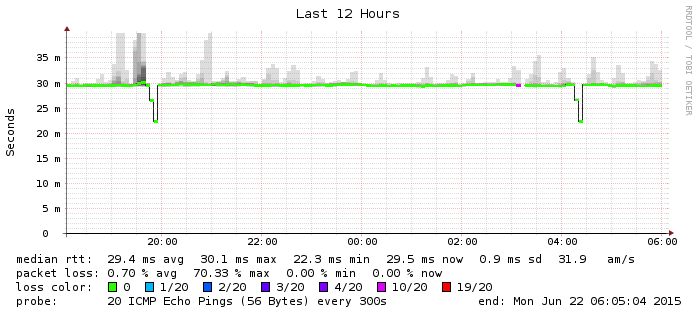 Last 12 Hours
RRDTOOL / TOBI OETIKER
Seconds
35 m
30 m
25 m
20 m
15 m
10 m
5 m
0
20:00 22:00 00:00 02:00 04:00 06:00
median rtt: 29.4 ms avg 30.1 ms max 22.3 ms min 29.5 ms now 0.9 ms sd 31.9 am/s
packet loss: 0.70 % avg 70.33 % max 0.00 % min 0.00 % now
loss color: 0 1/20 2/20 3/20 4/20 10/20 19/20
probe: 20 ICMP Echo Pings (56 Bytes) every 300s end: Mon Jun 22 06:05:04 2015